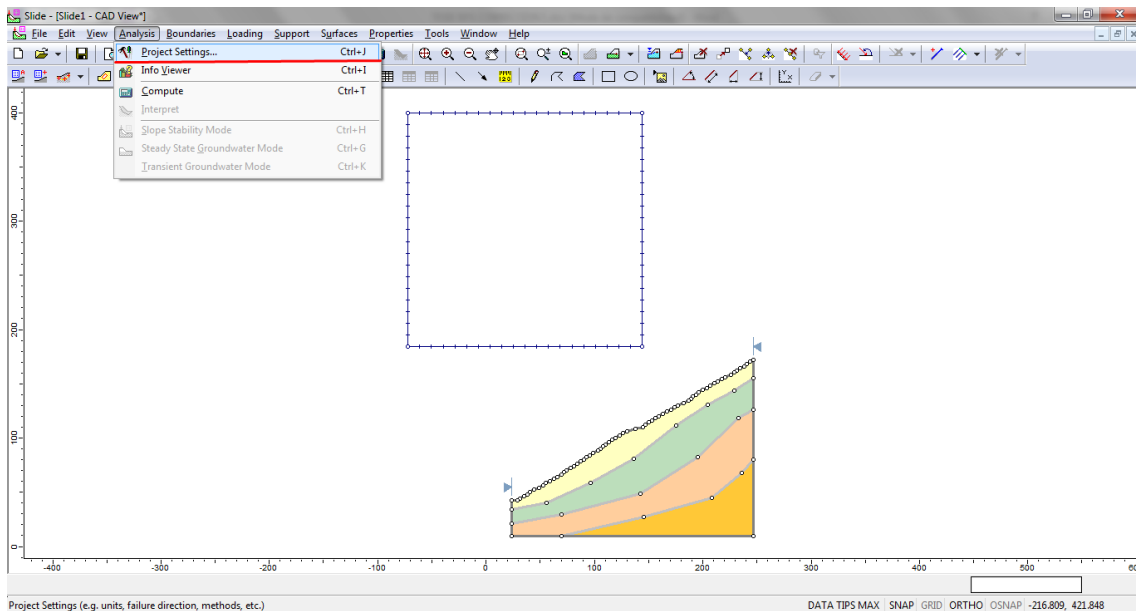 Slide - [Slide1 - CAD View*]
File Edit View Analysis Boundaries Loading Support Surfaces Properties Tools Window Help
Project Settings... Ctrl+J
Info Viewer Ctrl+I
Compute Ctrl+T
Interpret
Slope Stability Mode Ctrl+H
Steady State Groundwater Mode Ctrl+G
Transient Groundwater Mode Ctrl+K
400
300
200
100
0
-400 -300 -200 -100 0 100 200 300 400 500 60
Project Settings (e.g. units, failure direction, methods, etc.) DATA TIPS MAX SNAP GRID ORTHO OSNAP -216.809, 421.848